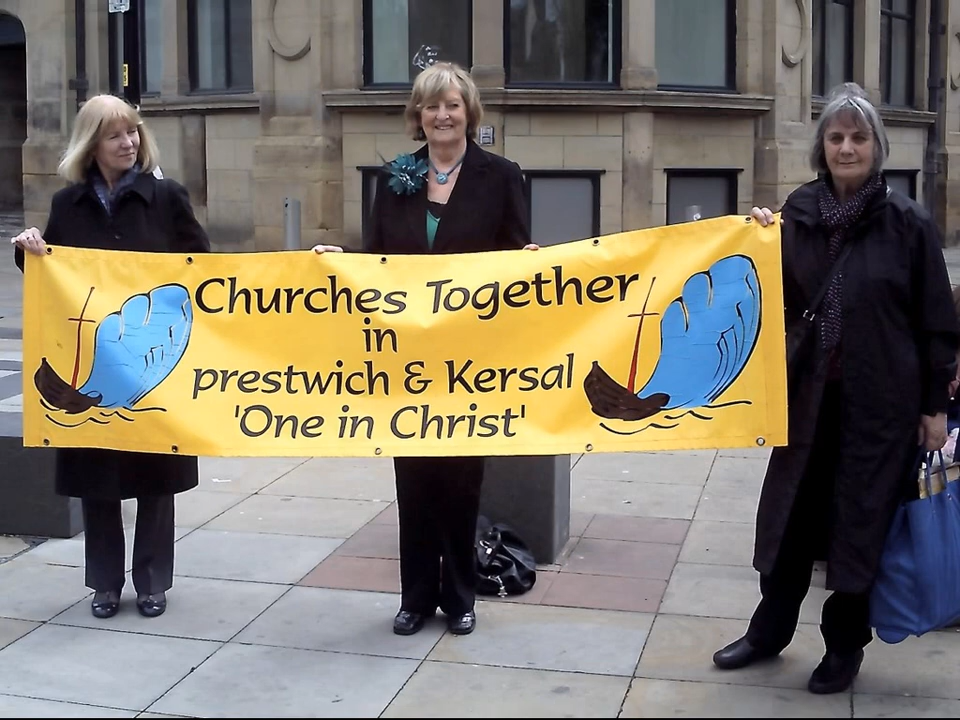 Churches Together
in
prestwich & Kersal
'One in Christ'